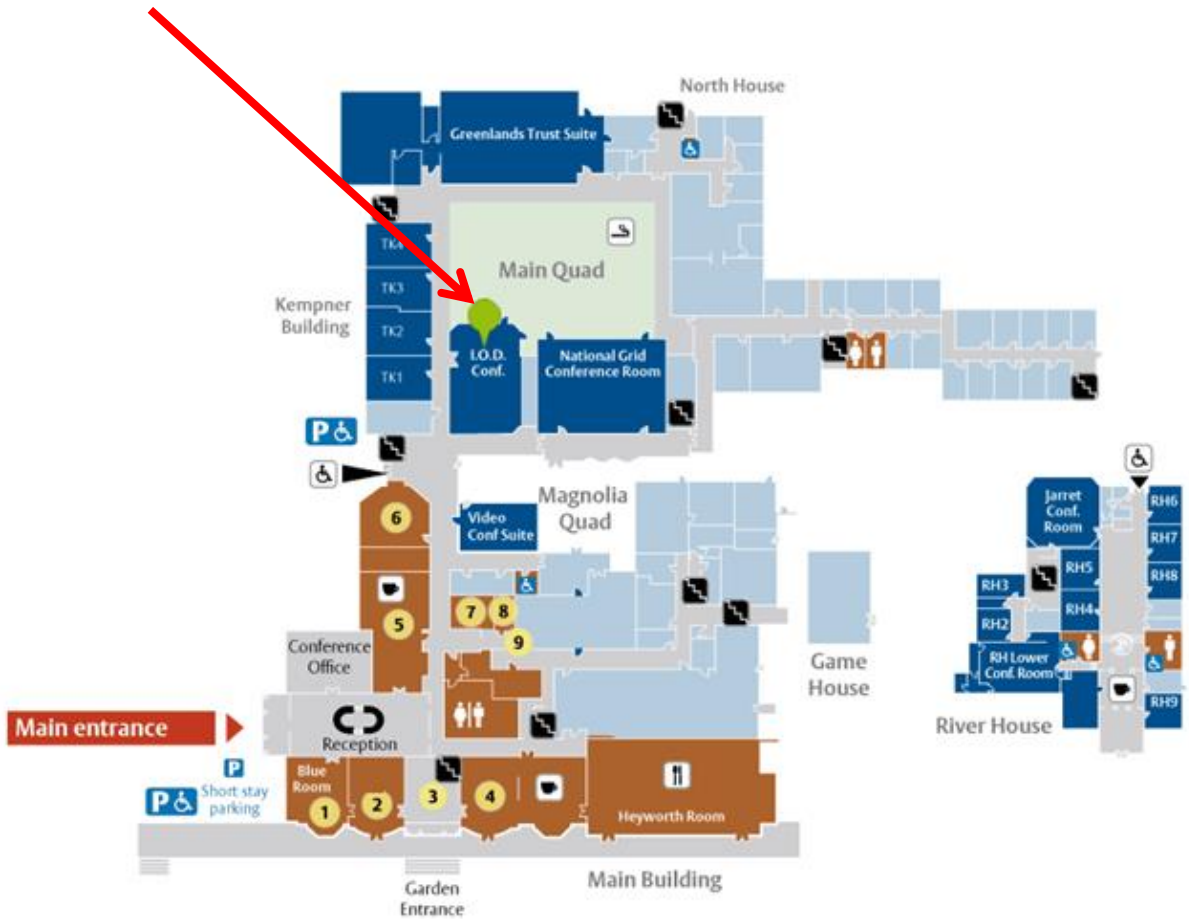 North House
Greenlands Trust Suite
TK4
Main Quad
TK3
Kempner
Building
TK2
I.O.D.
Conf.
National Grid
Conference Room
TK1
P
Magnolia
Quad
Jarret
Conf.
Room
RH6
6
Video
Conf Suite
RH7
RH5
RH8
RH3
7
8
5
RH4
RH2
9
Conference
Office
Game
House
RH Lower
Conf. Room
RH9
Main entrance
Reception
River House
P
Short stay
parking
P
Blue
Room
1
2
3
4
Heyworth Room
Main Building
Garden
Entrance